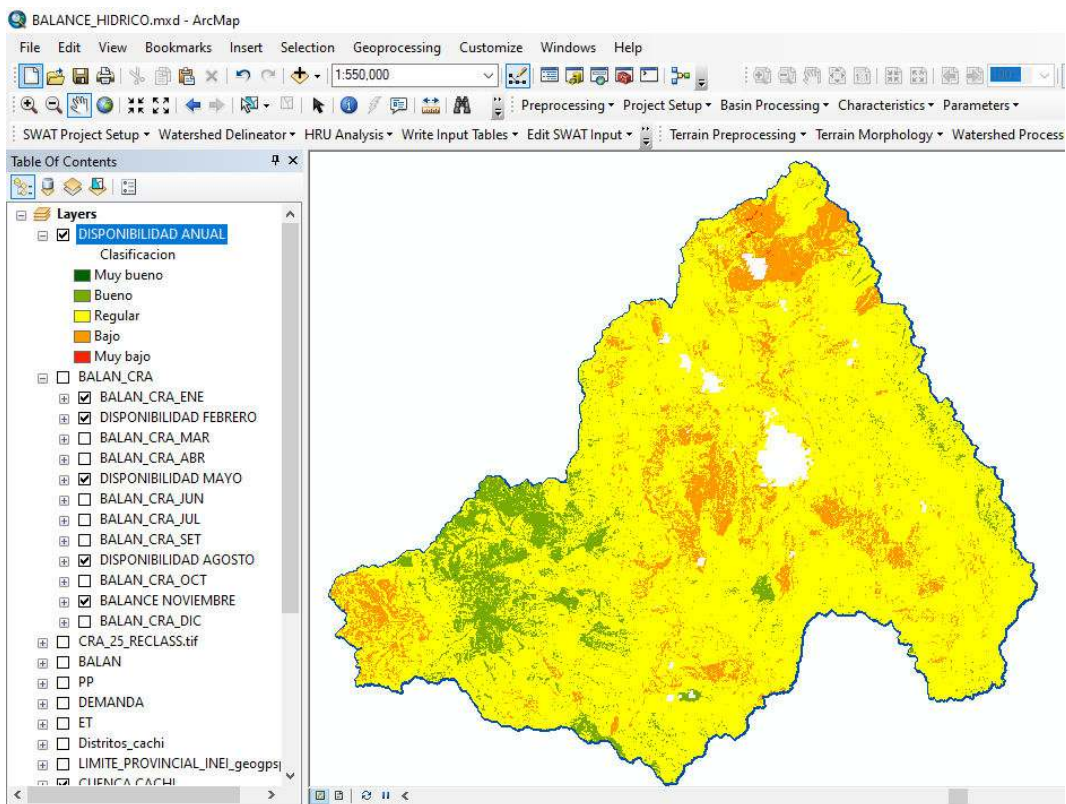 BALANCE_HIDRICO.mxd - ArcMap
File Edit View Bookmarks Insert Selection Geoprocessing Customize Windows Help
1:550,000
Preprocessing Project Setup Basin Processing Characteristics Parameters
SWAT Project Setup Watershed Delineator HRU Analysis Write Input Tables Edit SWAT Input Terrain Preprocessing Terrain Morphology Watershed Process
Table Of Contents
Layers
DISPONIBILIDAD ANUAL
Clasificacion
Muy bueno
Bueno
Regular
Bajo
Muy bajo
BALAN_CRA
BALAN_CRA_ENE
DISPONIBILIDAD FEBRERO
BALAN_CRA_MAR
BALAN_CRA_ABR
DISPONIBILIDAD MAYO
BALAN_CRA_JUN
BALAN_CRA_JUL
BALAN_CRA_SET
DISPONIBILIDAD AGOSTO
BALAN_CRA_OCT
BALANCE NOVIEMBRE
BALAN_CRA_DIC
CRA_25_RECLASS.tif
BALAN
PP
DEMANDA
ET
Distritos_cachi
LIMITE_PROVINCIAL_INEI_geogps
CUENCA CACHI